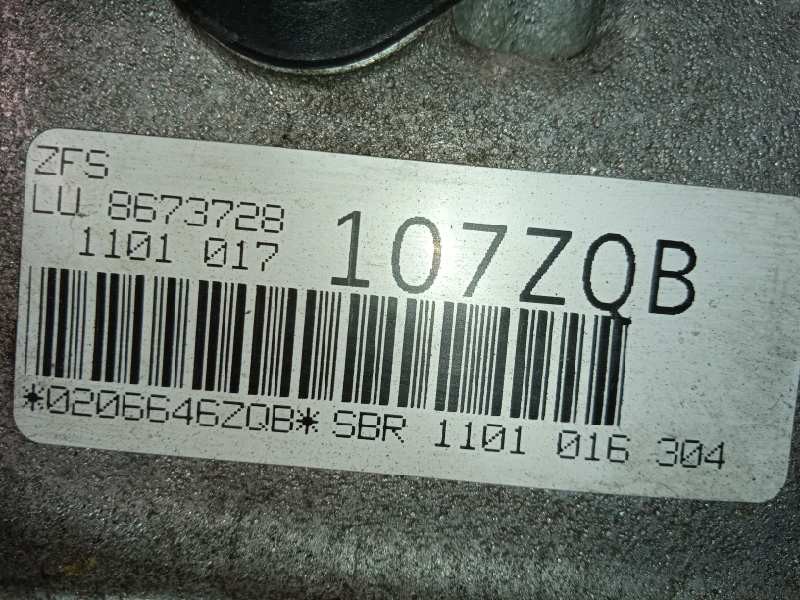 ZFS
LU 8673728
1101 017
107ZQB
*0206646ZQB* SBR 1101 016 304